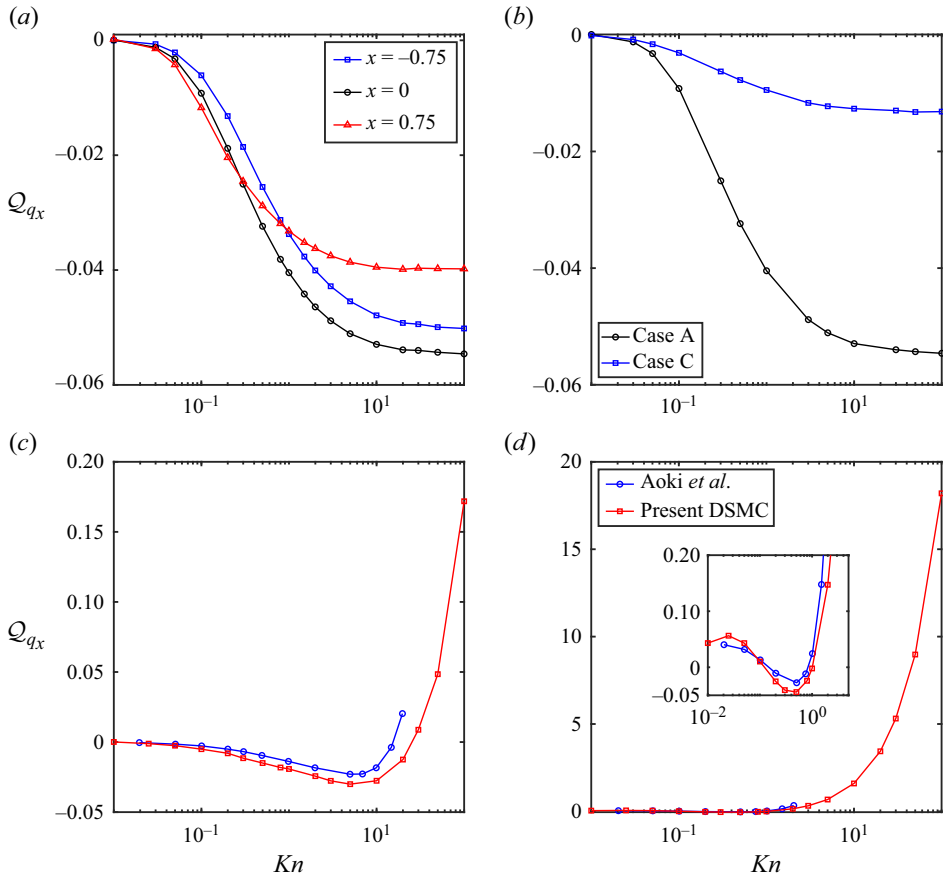 (a)
0
−0.02
−0.04
−0.06
𝒬qx
10⁻¹
10¹
x = −0.75
x = 0
x = 0.75
(b)
0
−0.02
−0.04
−0.06
10⁻¹
10¹
Case A
Case C
(c)
0.20
0.15
0.10
0.05
0
−0.05
𝒬qx
10⁻¹
10¹
Kn
(d)
20
15
10
5
0
10⁻¹
10¹
Kn
Aoki et al.
Present DSMC
0.20
0.10
0
−0.05
10⁻²
10⁰